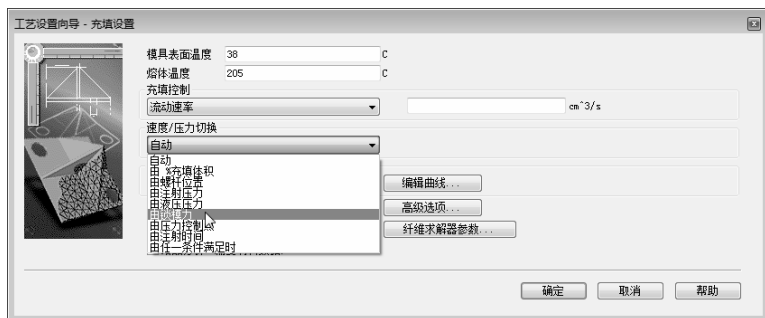 工艺设置向导 - 充填设置
模具表面温度 38 C
熔体温度 205 C
充填控制
流动速率 cm^3/s
速度/压力切换
自动
自动
由 %充填体积
由螺杆位置
由注射压力
由液压压力 编辑曲线...
由锁模力 高级选项...
由压力控制点
由注射时间 纤维求解器参数...
由任一条件满足时
确定 取消 帮助